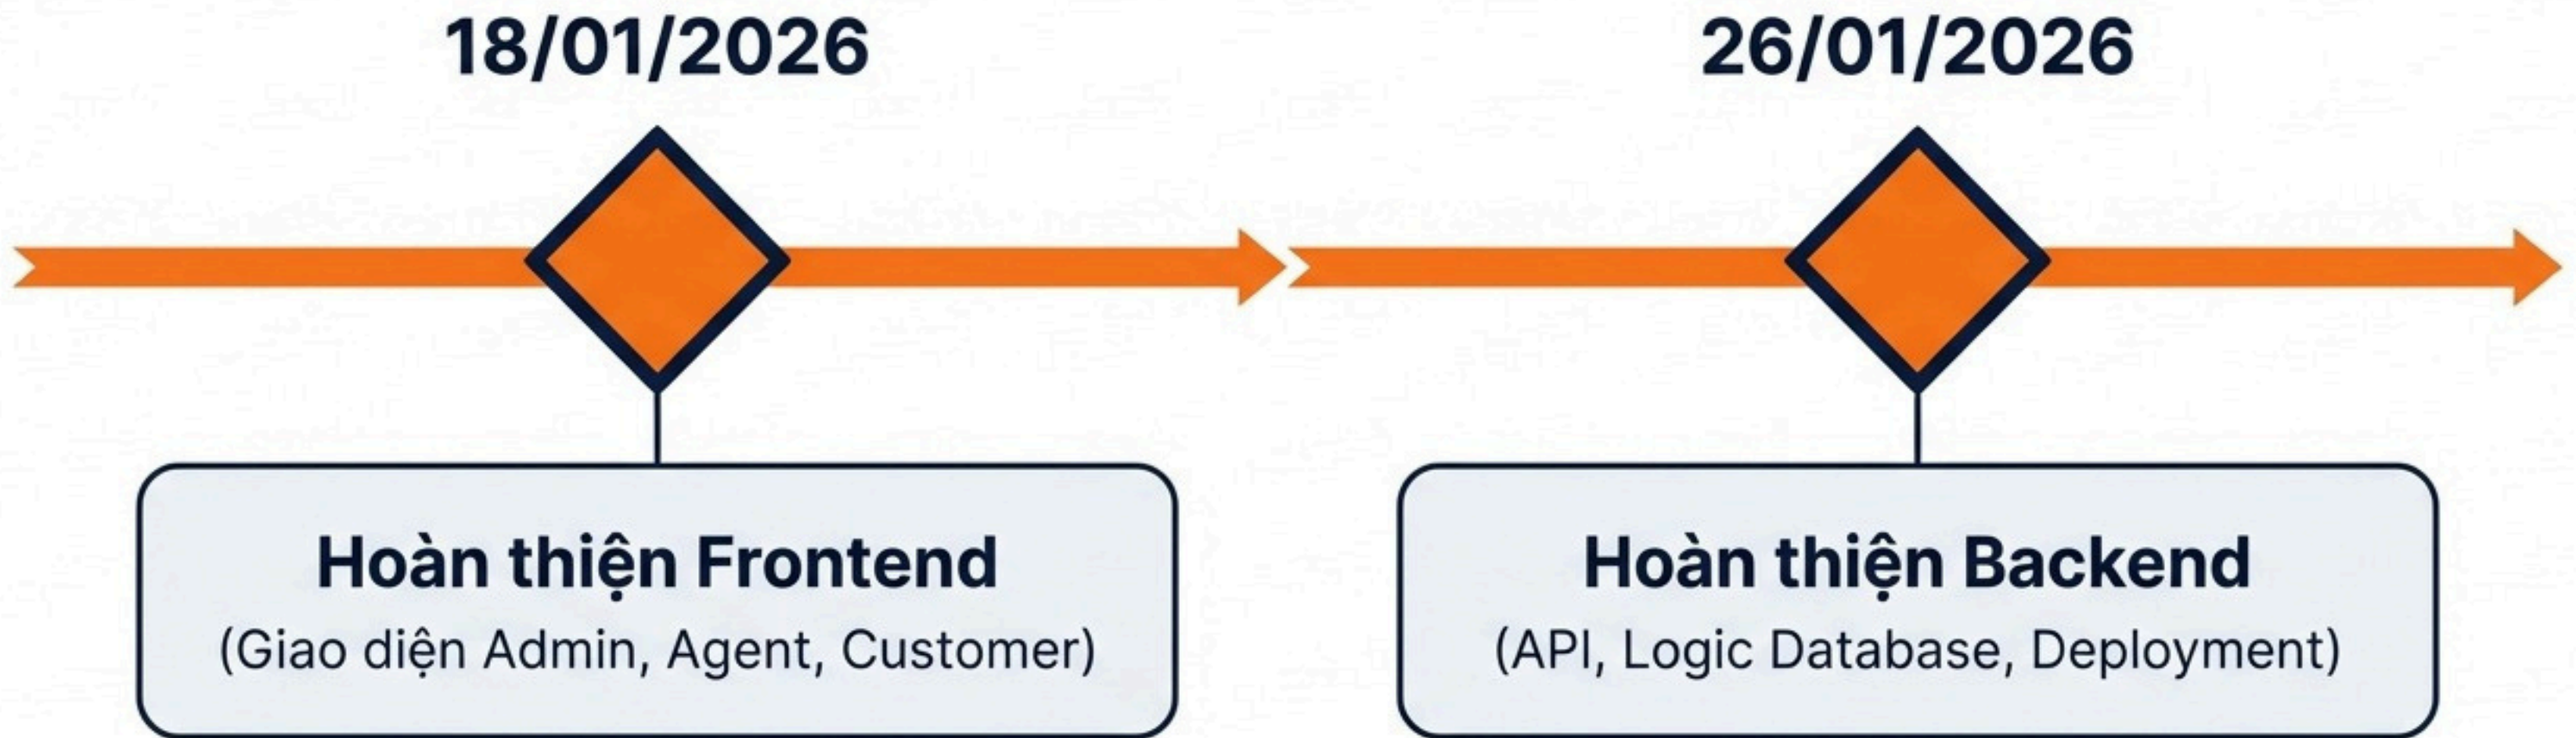 18/01/2026
26/01/2026
Hoàn thiện Frontend
(Giao diện Admin, Agent, Customer)
Hoàn thiện Backend
(API, Logic Database, Deployment)